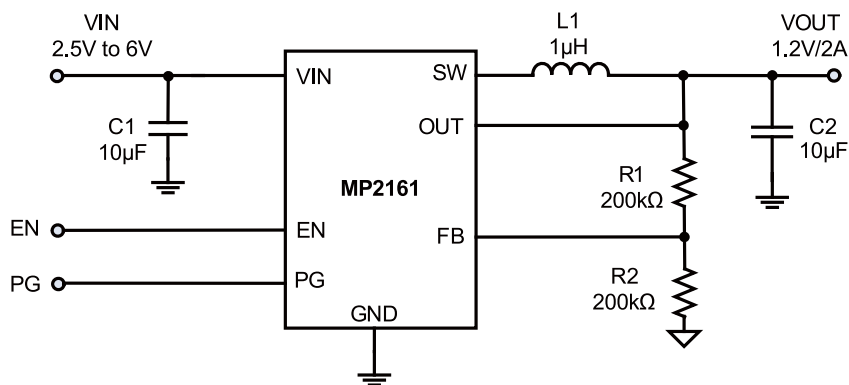 VIN
2.5V to 6V
L1
1μH
VOUT
1.2V/2A
VIN
SW
C1
10μF
OUT
C2
10μF
MP2161
R1
200kΩ
EN
EN
FB
PG
PG
R2
200kΩ
GND